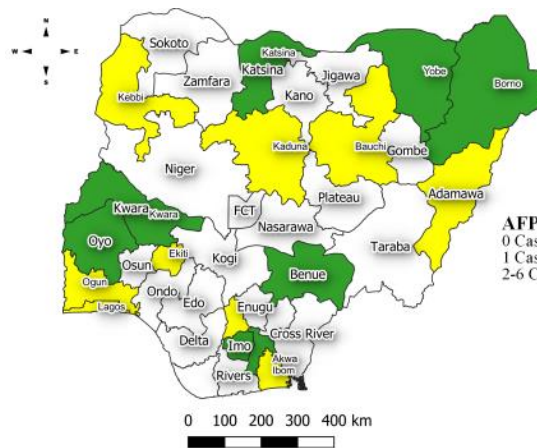 N
W E
S
Sokoto
Katsina
Katsina
Zamfara
Jigawa
Kano
Yobe
Borno
Kebbi
Kaduna
Bauchi
Gombe
Niger
Adamawa
Plateau
Kwara
Kwara
FCT
Nasarawa
Taraba
AFP
0 Cas
1 Cas
2-6 C
Oyo
Osun
Ekiti
Kogi
Benue
Ogun
Lagos
Ondo
Edo
Enugu
Cross River
Delta
Imo
Akwa
Ibom
Rivers
0 100 200 300 400 km